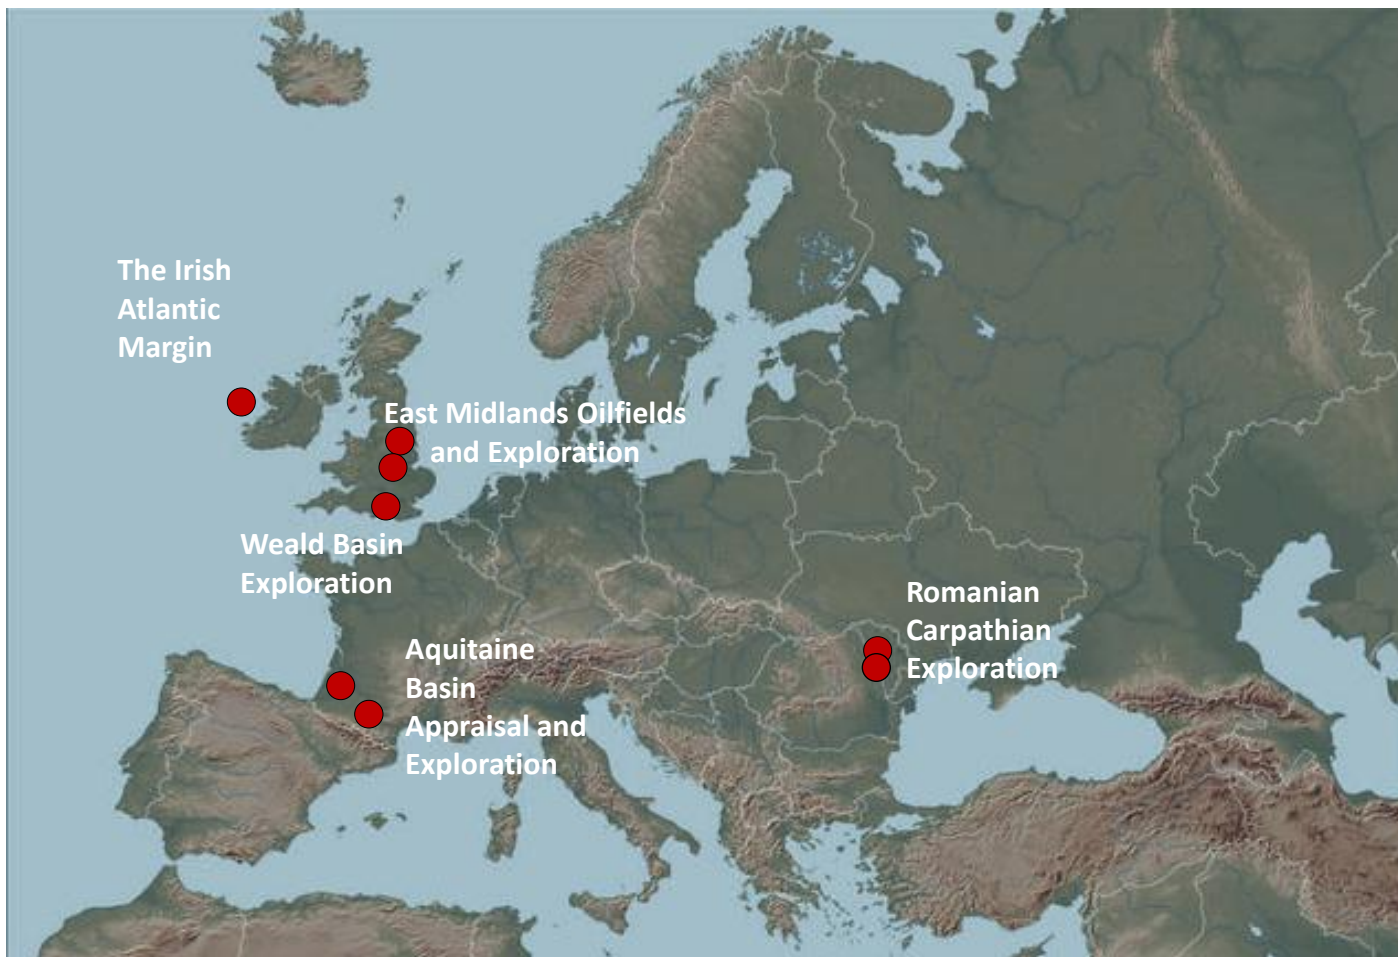 The Irish
Atlantic
Margin
East Midlands Oilfields
and Exploration
Weald Basin
Exploration
Romanian
Carpathian
Exploration
Aquitaine
Basin
Appraisal and
Exploration